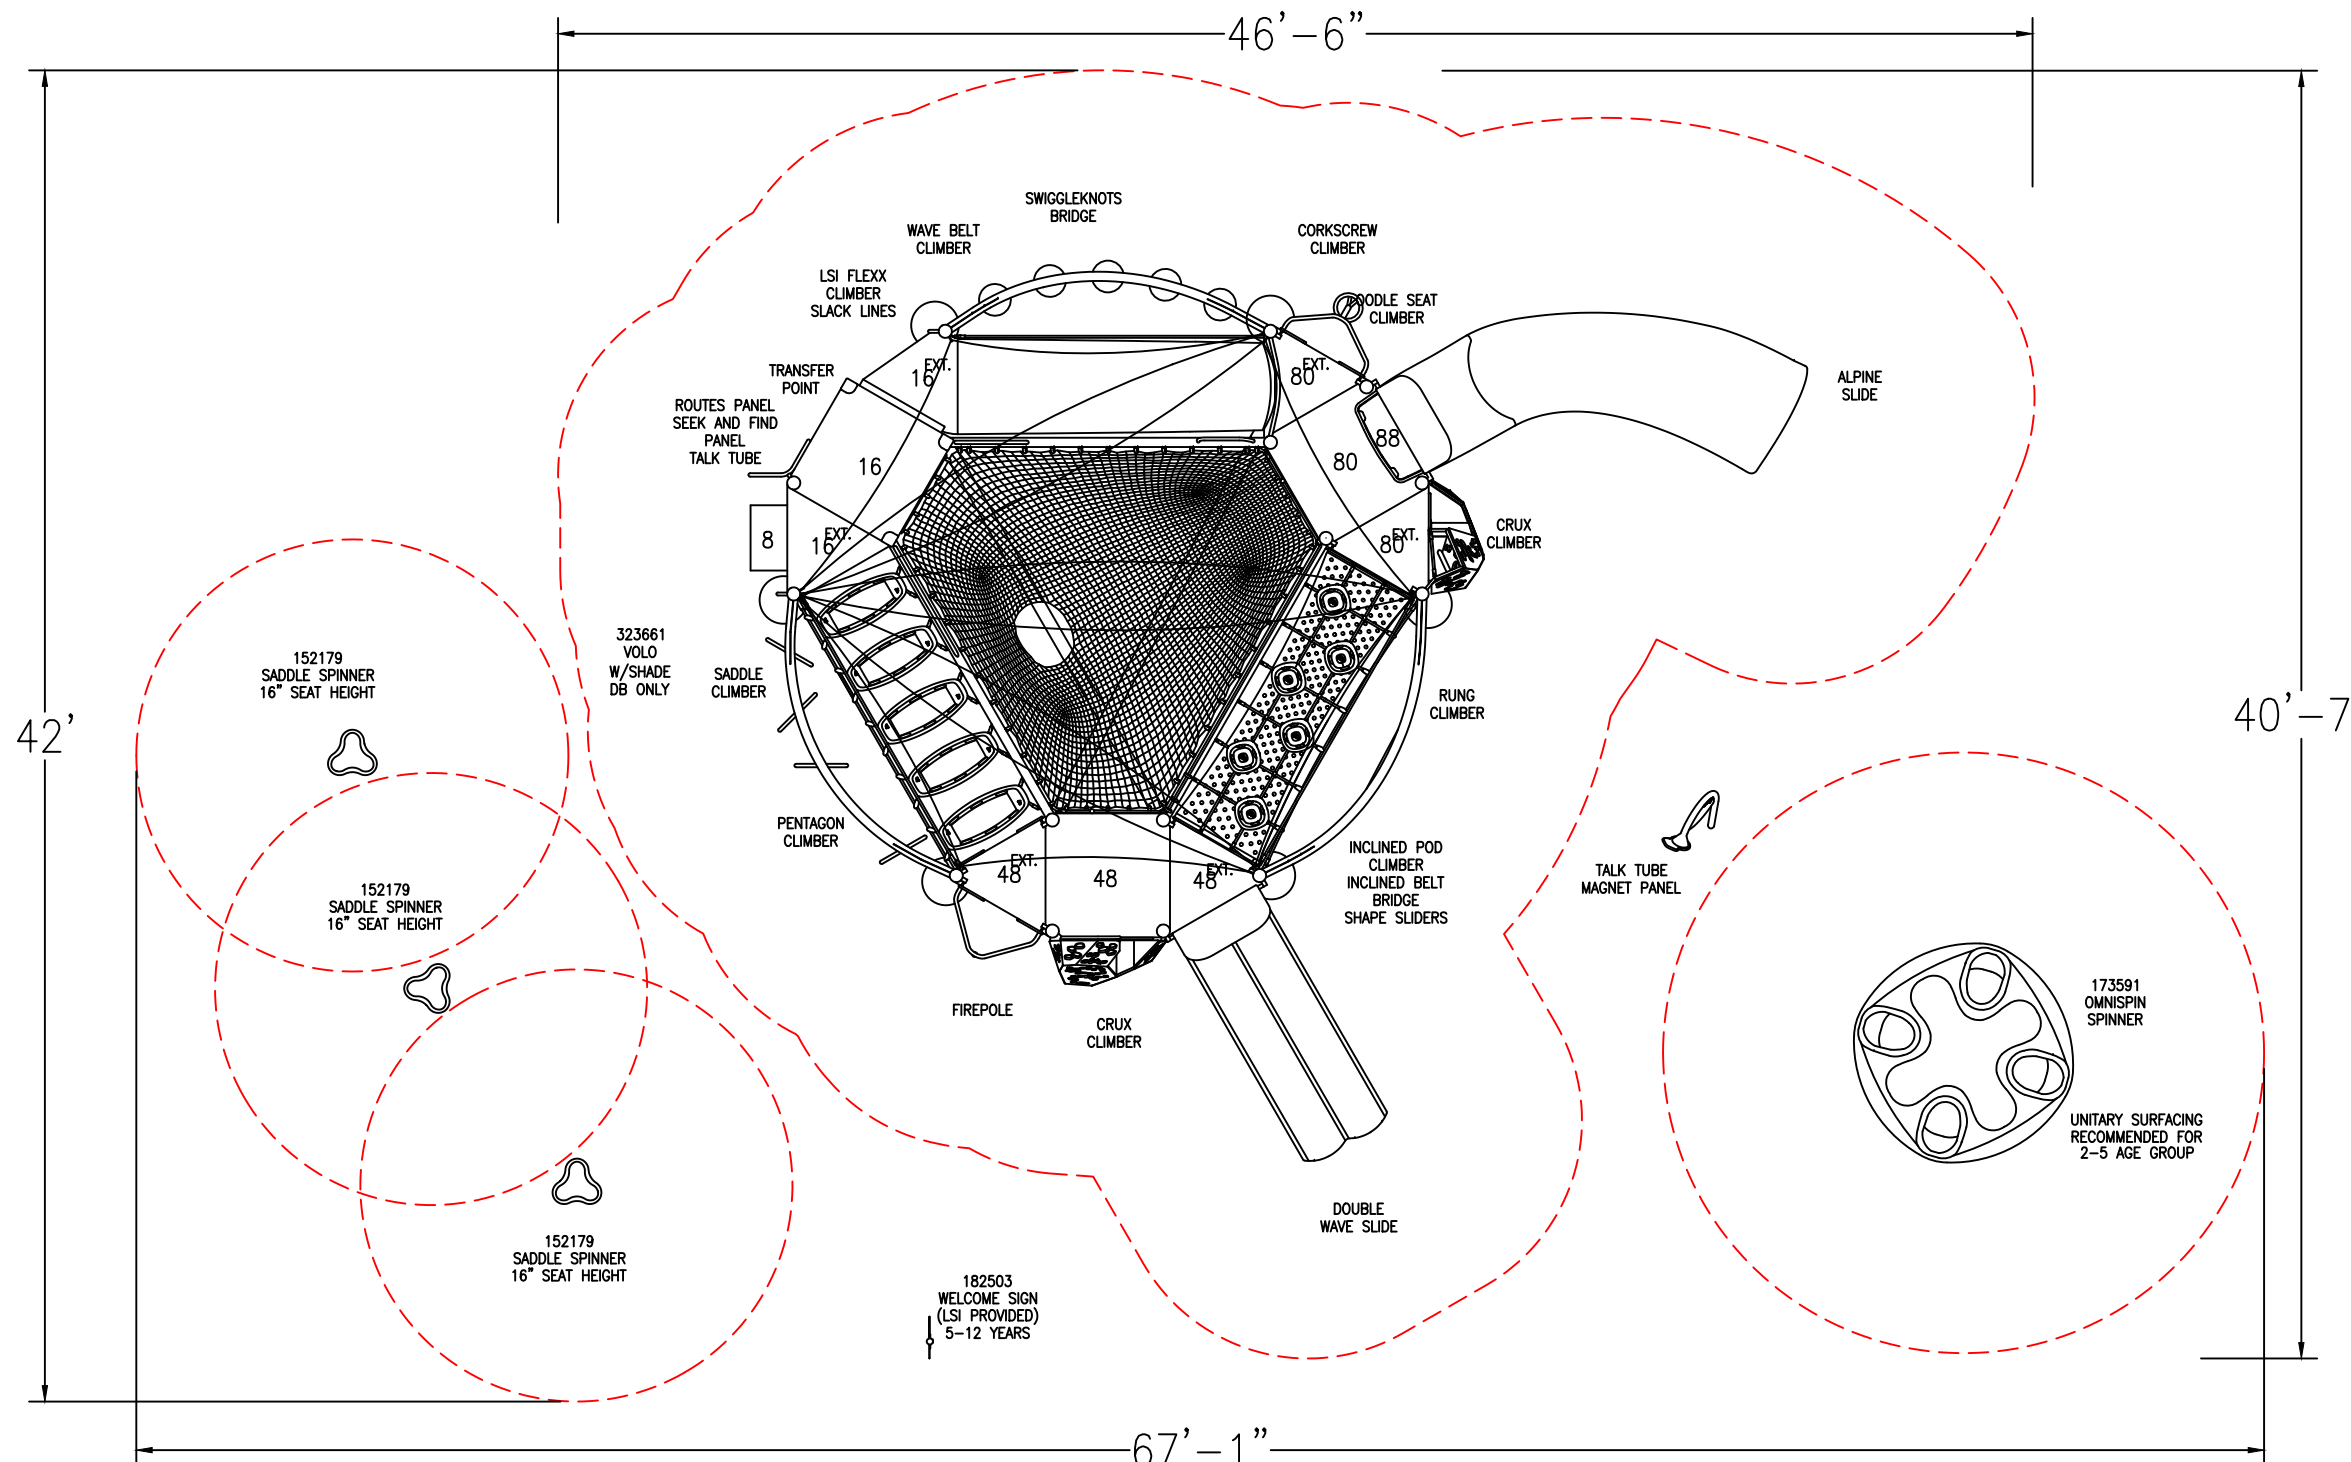 46'-6"
SWIGGLEKNOTS
BRIDGE
WAVE BELT
CLIMBER
CORKSCREW
CLIMBER
LSI FLEXX
CLIMBER
SLACK LINES
OODLE SEAT
CLIMBER
TRANSFER
POINT
EXT.
16
EXT.
80
ALPINE
SLIDE
ROUTES PANEL
SEEK AND FIND
PANEL
TALK TUBE
88
16
80
8
EXT.
16
EXT.
80
CRUX
CLIMBER
323661
VOLO
W/SHADE
DB ONLY
152179
SADDLE SPINNER
16" SEAT HEIGHT
SADDLE
CLIMBER
RUNG
CLIMBER
42'
40'-7
PENTAGON
CLIMBER
EXT.
48
48
EXT.
48
INCLINED POD
CLIMBER
INCLINED BELT
BRIDGE
SHAPE SLIDERS
TALK TUBE
MAGNET PANEL
152179
SADDLE SPINNER
16" SEAT HEIGHT
FIREPOLE
CRUX
CLIMBER
173591
OMNISPIN
SPINNER
UNITARY SURFACING
RECOMMENDED FOR
2-5 AGE GROUP
DOUBLE
WAVE SLIDE
152179
SADDLE SPINNER
16" SEAT HEIGHT
182503
WELCOME SIGN
(LSI PROVIDED)
5-12 YEARS
67'-1"